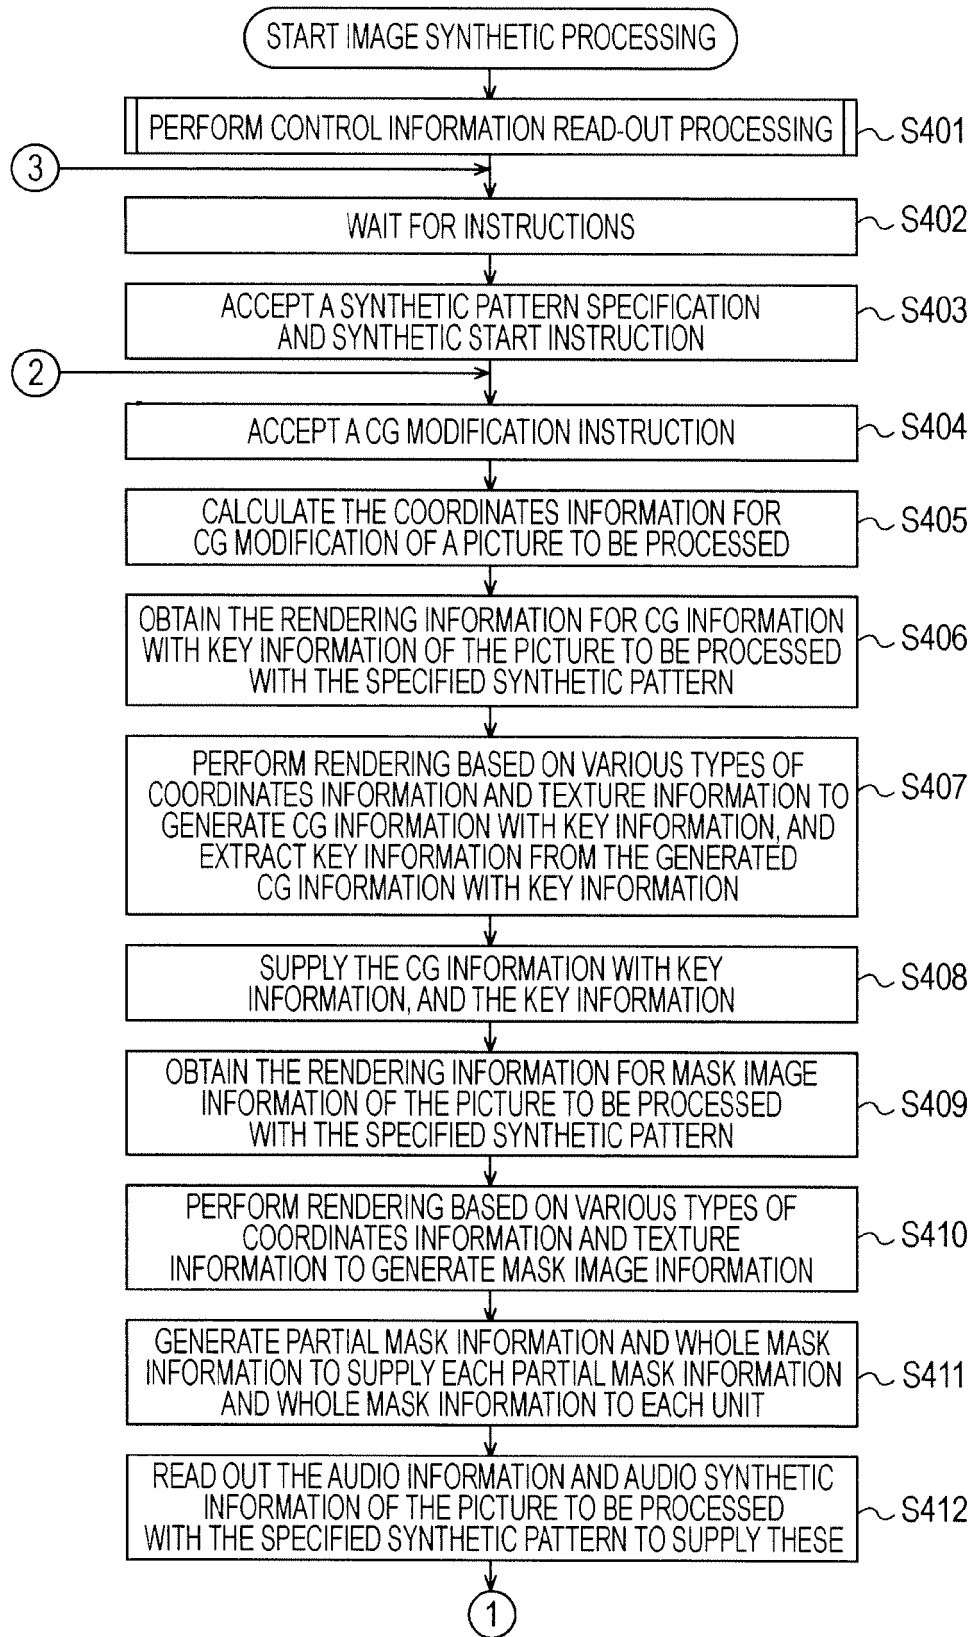 START IMAGE SYNTHETIC PROCESSING
PERFORM CONTROL INFORMATION READ-OUT PROCESSING
S401
3
WAIT FOR INSTRUCTIONS
S402
ACCEPT A SYNTHETIC PATTERN SPECIFICATION
AND SYNTHETIC START INSTRUCTION
S403
2
ACCEPT A CG MODIFICATION INSTRUCTION
S404
CALCULATE THE COORDINATES INFORMATION FOR
CG MODIFICATION OF A PICTURE TO BE PROCESSED
S405
OBTAIN THE RENDERING INFORMATION FOR CG INFORMATION
WITH KEY INFORMATION OF THE PICTURE TO BE PROCESSED
WITH THE SPECIFIED SYNTHETIC PATTERN
S406
PERFORM RENDERING BASED ON VARIOUS TYPES OF
COORDINATES INFORMATION AND TEXTURE INFORMATION TO
GENERATE CG INFORMATION WITH KEY INFORMATION, AND
EXTRACT KEY INFORMATION FROM THE GENERATED
CG INFORMATION WITH KEY INFORMATION
S407
SUPPLY THE CG INFORMATION WITH KEY
INFORMATION, AND THE KEY INFORMATION
S408
OBTAIN THE RENDERING INFORMATION FOR MASK IMAGE
INFORMATION OF THE PICTURE TO BE PROCESSED
WITH THE SPECIFIED SYNTHETIC PATTERN
S409
PERFORM RENDERING BASED ON VARIOUS TYPES OF
COORDINATES INFORMATION AND TEXTURE
INFORMATION TO GENERATE MASK IMAGE INFORMATION
S410
GENERATE PARTIAL MASK INFORMATION AND WHOLE MASK
INFORMATION TO SUPPLY EACH PARTIAL MASK INFORMATION
AND WHOLE MASK INFORMATION TO EACH UNIT
S411
READ OUT THE AUDIO INFORMATION AND AUDIO SYNTHETIC
INFORMATION OF THE PICTURE TO BE PROCESSED
WITH THE SPECIFIED SYNTHETIC PATTERN TO SUPPLY THESE
S412
1